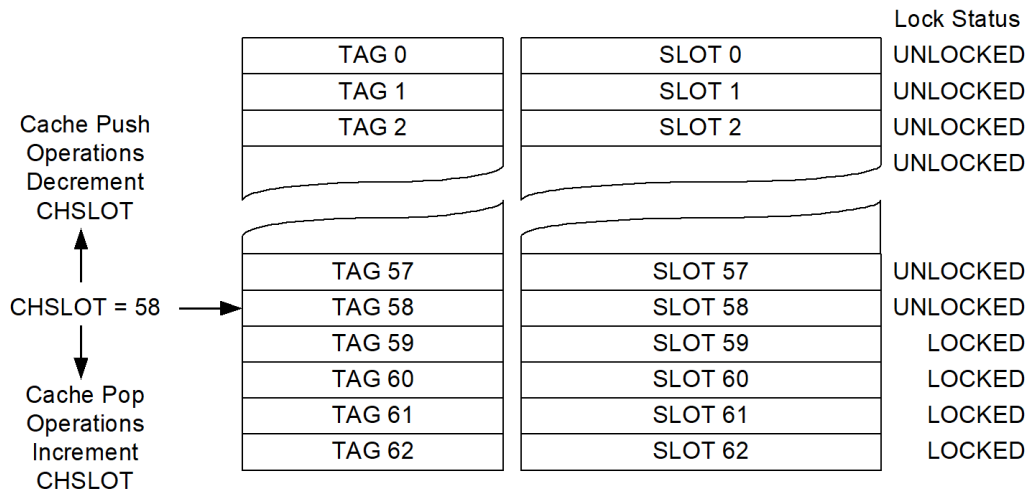 Lock Status
TAG 0 SLOT 0 UNLOCKED
TAG 1 SLOT 1 UNLOCKED
TAG 2 SLOT 2 UNLOCKED
UNLOCKED
Cache Push
Operations
Decrement
CHSLOT
TAG 57 SLOT 57 UNLOCKED
CHSLOT = 58 TAG 58 SLOT 58 UNLOCKED
TAG 59 SLOT 59 LOCKED
TAG 60 SLOT 60 LOCKED
TAG 61 SLOT 61 LOCKED
TAG 62 SLOT 62 LOCKED
Cache Pop
Operations
Increment
CHSLOT